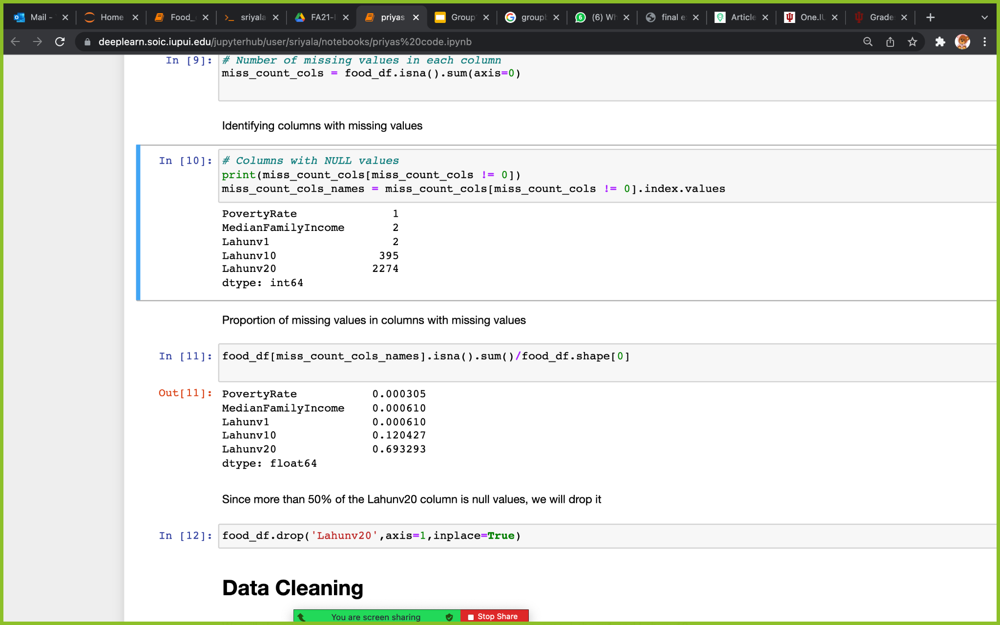 Mail -
Home
Food_
sriyala
FA21-I
priyas
Group
group
(6) Wh
final e
Article
One.IU
Grade
deeplearn.soic.iupui.edu/jupyterhub/user/sriyala/notebooks/priyas%20code.ipynb
In [9]: # Number of missing values in each column
miss_count_cols = food_df.isna().sum(axis=0)
Identifying columns with missing values
In [10]: # Columns with NULL values
print(miss_count_cols[miss_count_cols != 0])
miss_count_cols_names = miss_count_cols[miss_count_cols != 0].index.values
PovertyRate 1
MedianFamilyIncome 2
Lahunv1 2
Lahunv10 395
Lahunv20 2274
dtype: int64
Proportion of missing values in columns with missing values
In [11]: food_df[miss_count_cols_names].isna().sum()/food_df.shape[0]
Out[11]: PovertyRate 0.000305
MedianFamilyIncome 0.000610
Lahunv1 0.000610
Lahunv10 0.120427
Lahunv20 0.693293
dtype: float64
Since more than 50% of the Lahunv20 column is null values, we will drop it
In [12]: food_df.drop('Lahunv20',axis=1,inplace=True)
Data Cleaning
You are screen sharing
Stop Share